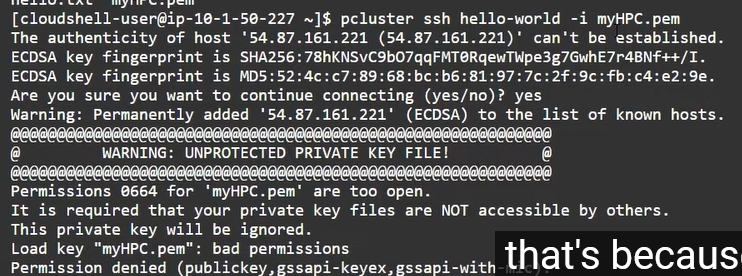 hello.txt  myHPC.pem
[cloudshell-user@ip-10-1-50-227 ~]$ pcluster ssh hello-world -i myHPC.pem
The authenticity of host '54.87.161.221 (54.87.161.221)' can't be established.
ECDSA key fingerprint is SHA256:78hKNSvC9bO7qqFMT0RqewTWpe3g7GwhE7r4BNf++/I.
ECDSA key fingerprint is MD5:52:4c:c7:89:68:bc:b6:81:97:7c:2f:9c:fb:c4:e2:9e.
Are you sure you want to continue connecting (yes/no)? yes
Warning: Permanently added '54.87.161.221' (ECDSA) to the list of known hosts.
@@@@@@@@@@@@@@@@@@@@@@@@@@@@@@@@@@@@@@@@@@@@@@@@@@@@@@@@@@@
@         WARNING: UNPROTECTED PRIVATE KEY FILE!          @
@@@@@@@@@@@@@@@@@@@@@@@@@@@@@@@@@@@@@@@@@@@@@@@@@@@@@@@@@@@
Permissions 0664 for 'myHPC.pem' are too open.
It is required that your private key files are NOT accessible by others.
This private key will be ignored.
Load key "myHPC.pem": bad permissions
Permission denied (publickey,gssapi-keyex,gssapi-with-mic).
that's becaus